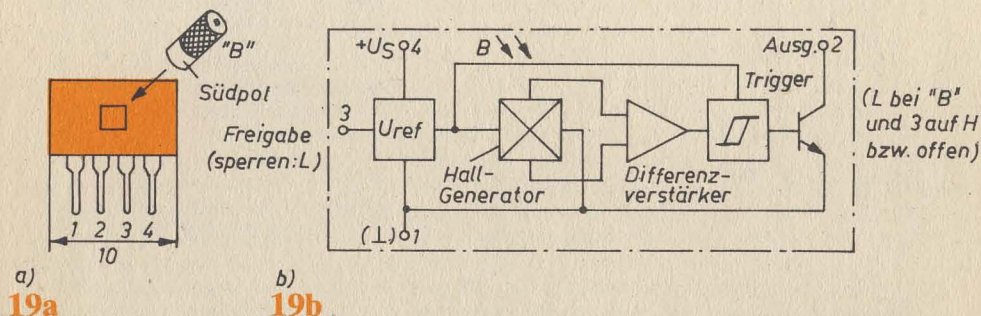 "B"
Südpol
1 2 3 4
10
a)
19a
+US 4
B
Ausg. 2
Trigger
3
Freigabe
(sperren:L)
Uref
Hall-
Generator
Differenz-
verstärker
(L bei "B"
und 3 auf H
bzw. offen)
(⊥) 1
b)
19b